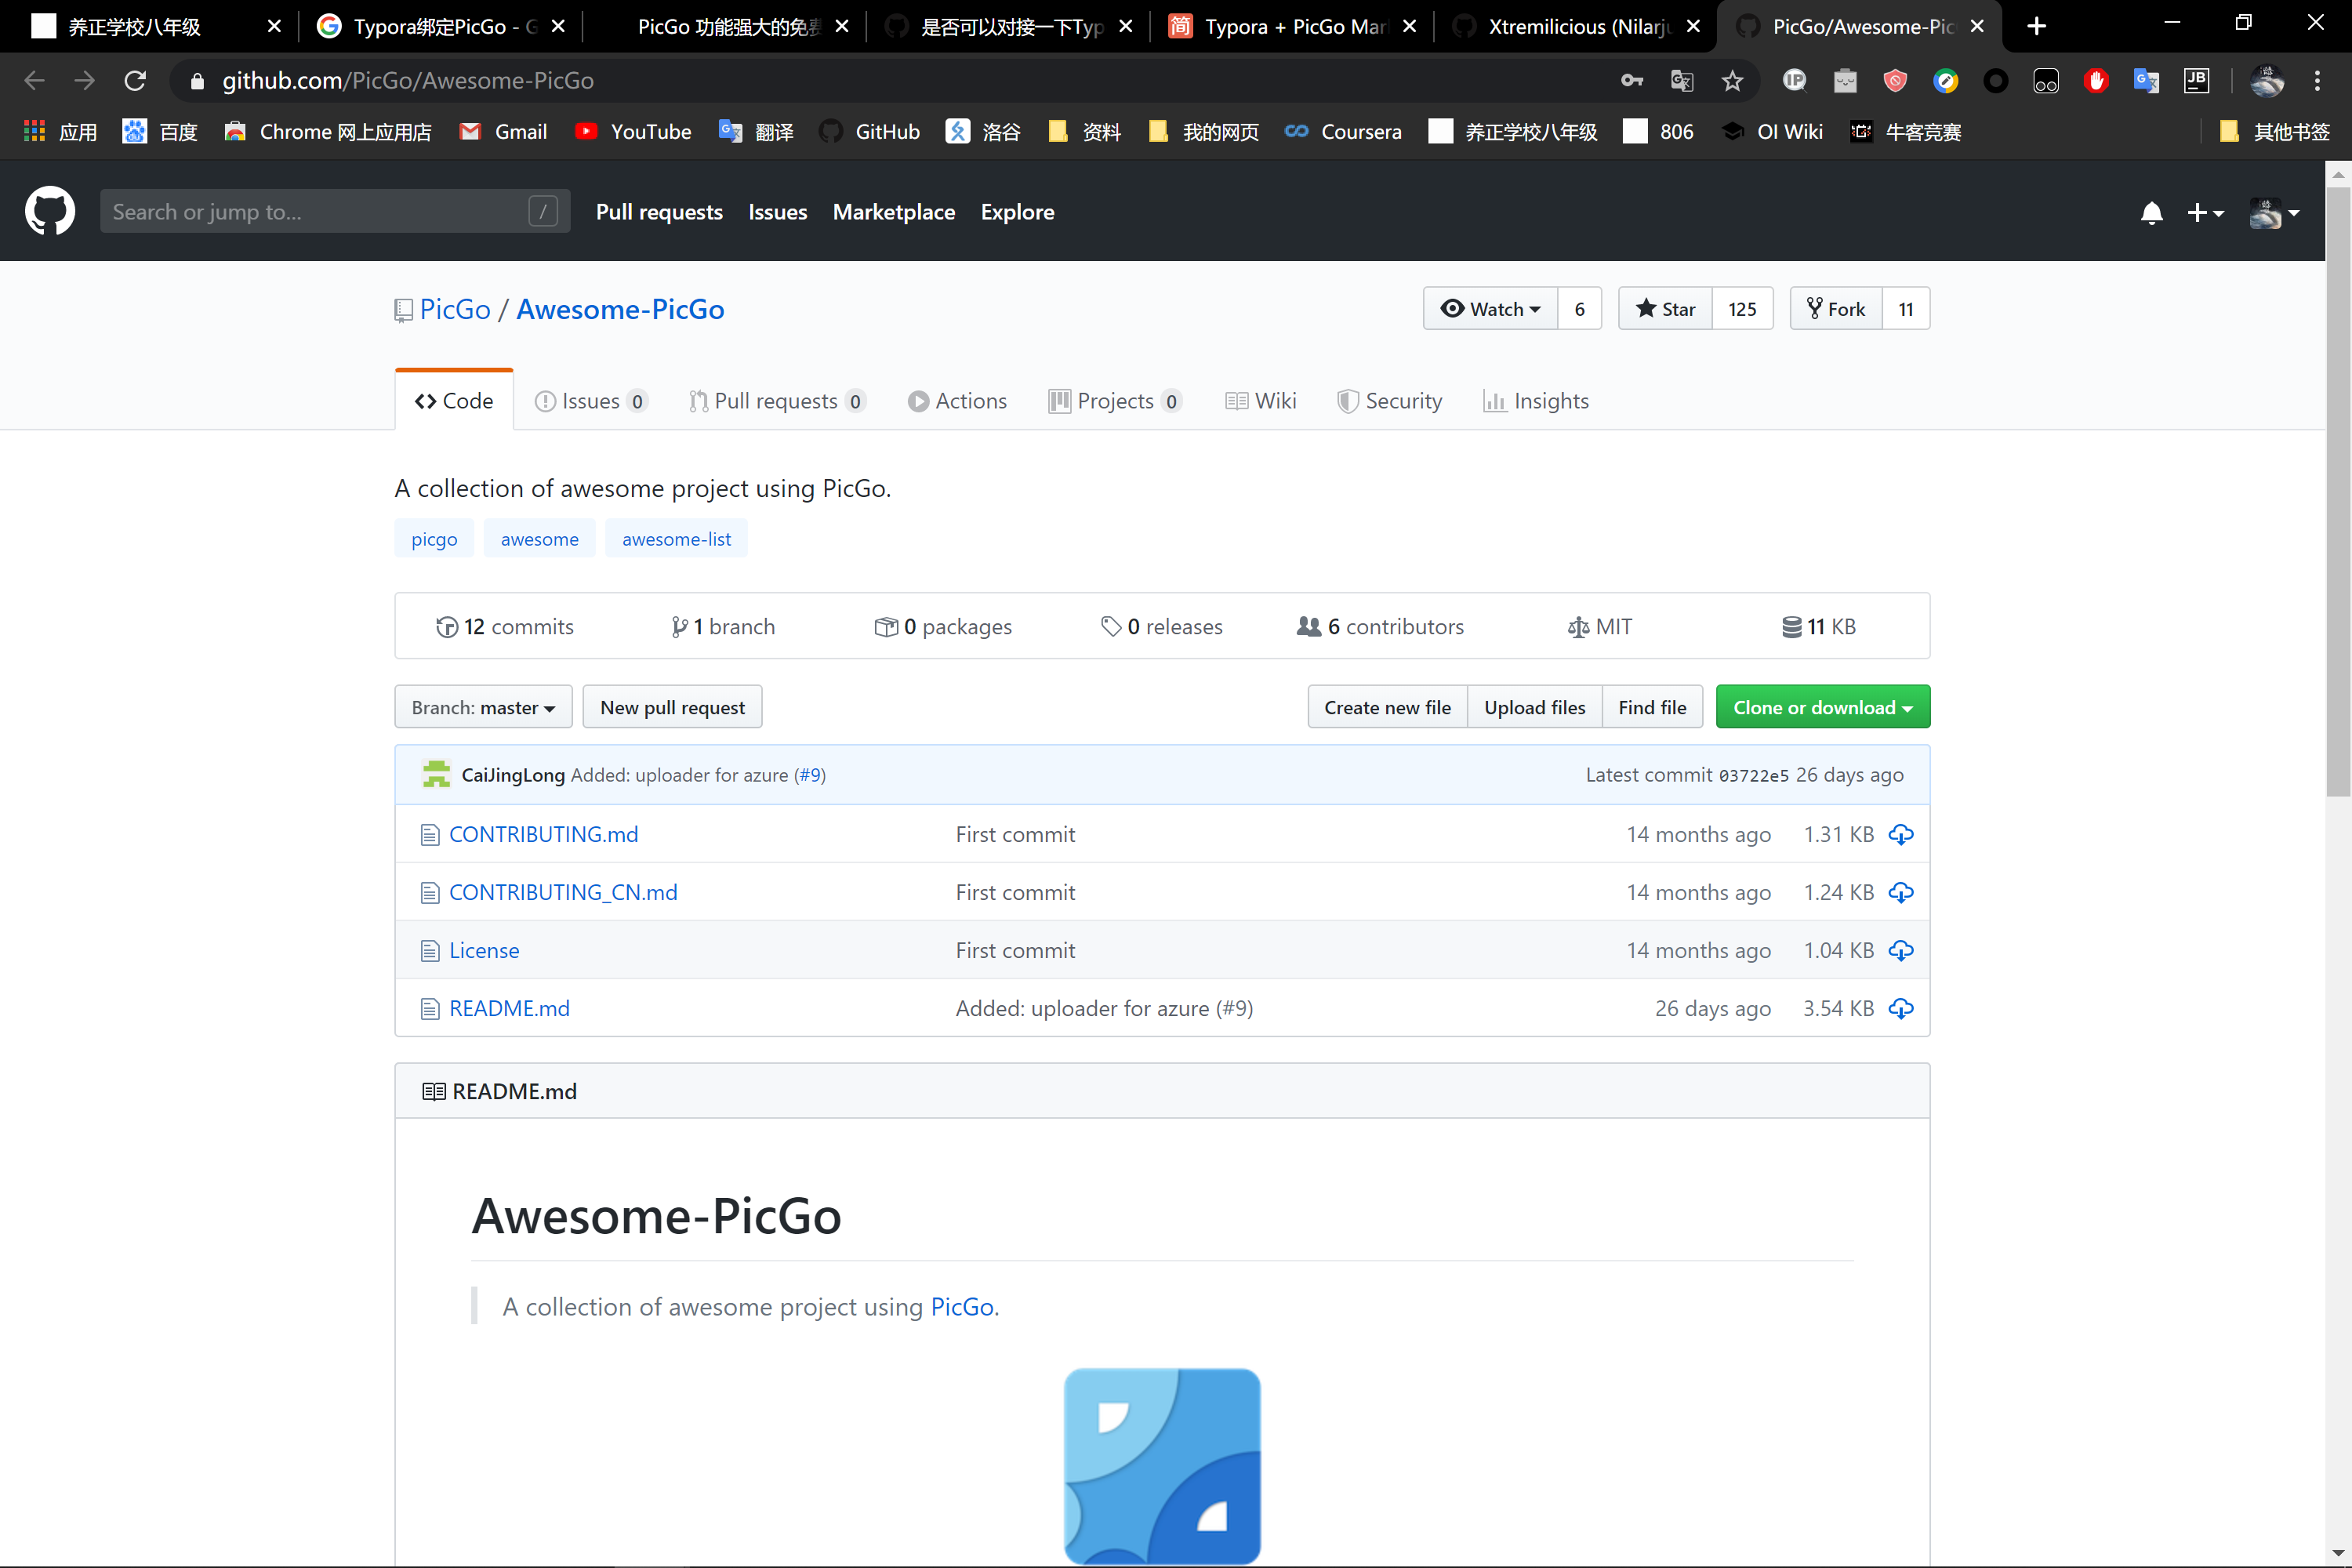 养正学校八年级
Typora绑定PicGo - G
PicGo 功能强大的免费
是否可以对接一下Typ
Typora + PicGo Mar
Xtremilicious (Nilarju
PicGo/Awesome-Pic
github.com/PicGo/Awesome-PicGo
应用 百度 Chrome 网上应用店 Gmail YouTube 翻译 GitHub 洛谷 资料 我的网页 Coursera 养正学校八年级 806 OI Wiki 牛客竞赛 其他书签
Search or jump to... / Pull requests Issues Marketplace Explore
PicGo / Awesome-PicGo Watch 6 Star 125 Fork 11
Code Issues 0 Pull requests 0 Actions Projects 0 Wiki Security Insights
A collection of awesome project using PicGo.
picgo awesome awesome-list
12 commits 1 branch 0 packages 0 releases 6 contributors MIT 11 KB
Branch: master New pull request Create new file Upload files Find file Clone or download
CaiJingLong Added: uploader for azure (#9) Latest commit 03722e5 26 days ago
CONTRIBUTING.md First commit 14 months ago 1.31 KB
CONTRIBUTING_CN.md First commit 14 months ago 1.24 KB
License First commit 14 months ago 1.04 KB
README.md Added: uploader for azure (#9) 26 days ago 3.54 KB
README.md
Awesome-PicGo
A collection of awesome project using PicGo.